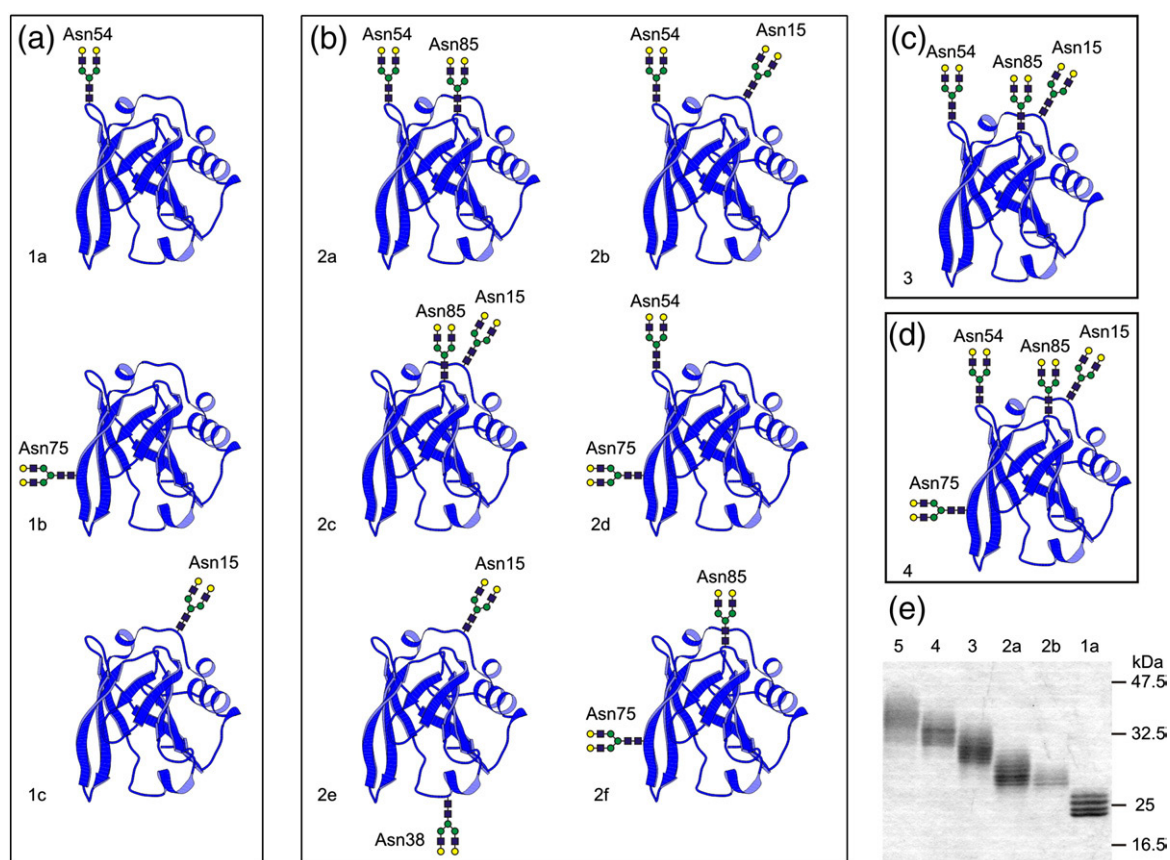 (a)
Asn54
1a
Asn75
1b
Asn15
1c
(b)
Asn54 Asn85
2a
Asn54 Asn15
2b
Asn85 Asn15
2c
Asn54
Asn75
2d
Asn15
2e
Asn38
Asn85
Asn75
2f
(c)
Asn54 Asn85 Asn15
3
(d)
Asn54 Asn85 Asn15
Asn75
4
(e)
5 4 3 2a 2b 1a kDa
47.5
32.5
25
16.5